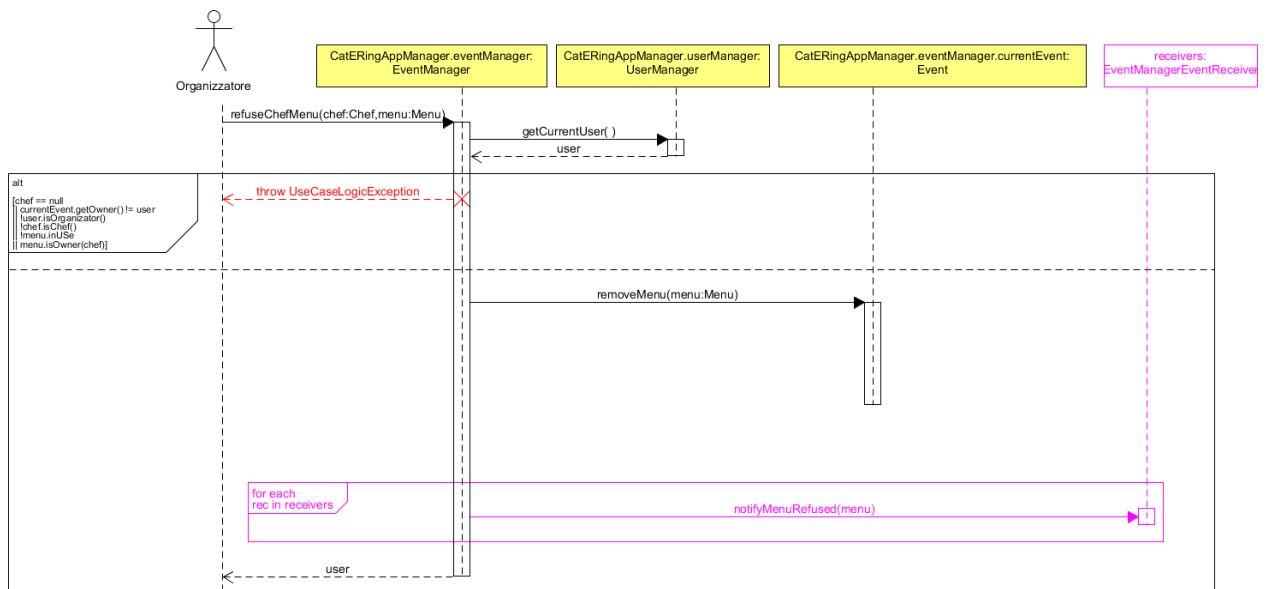 CatERingAppManager.eventManager:
EventManager
CatERingAppManager.userManager:
UserManager
CatERingAppManager.eventManager.currentEvent:
Event
receivers:
EventManagerEventReceiver
Organizzatore
refuseChefMenu(chef:Chef,menu:Menu)
getCurrentUser( )
user
alt
[chef == null
|| currentEvent.getOwner() != user
|| !user.isOrganizator()
|| !chef.isChef()
|| !menu.inUSe
|| menu.isOwner(chef)]
throw UseCaseLogicException
removeMenu(menu:Menu)
for each
rec in receivers
notifyMenuRefused(menu)
user